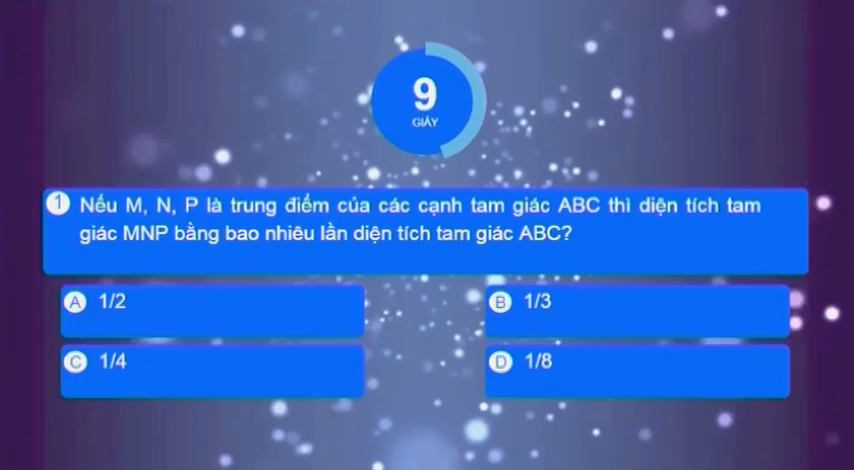 9
GIÂY
1 Nếu M, N, P là trung điểm của các cạnh tam giác ABC thì diện tích tam
giác MNP bằng bao nhiêu lần diện tích tam giác ABC?
A 1/2
B 1/3
C 1/4
D 1/8